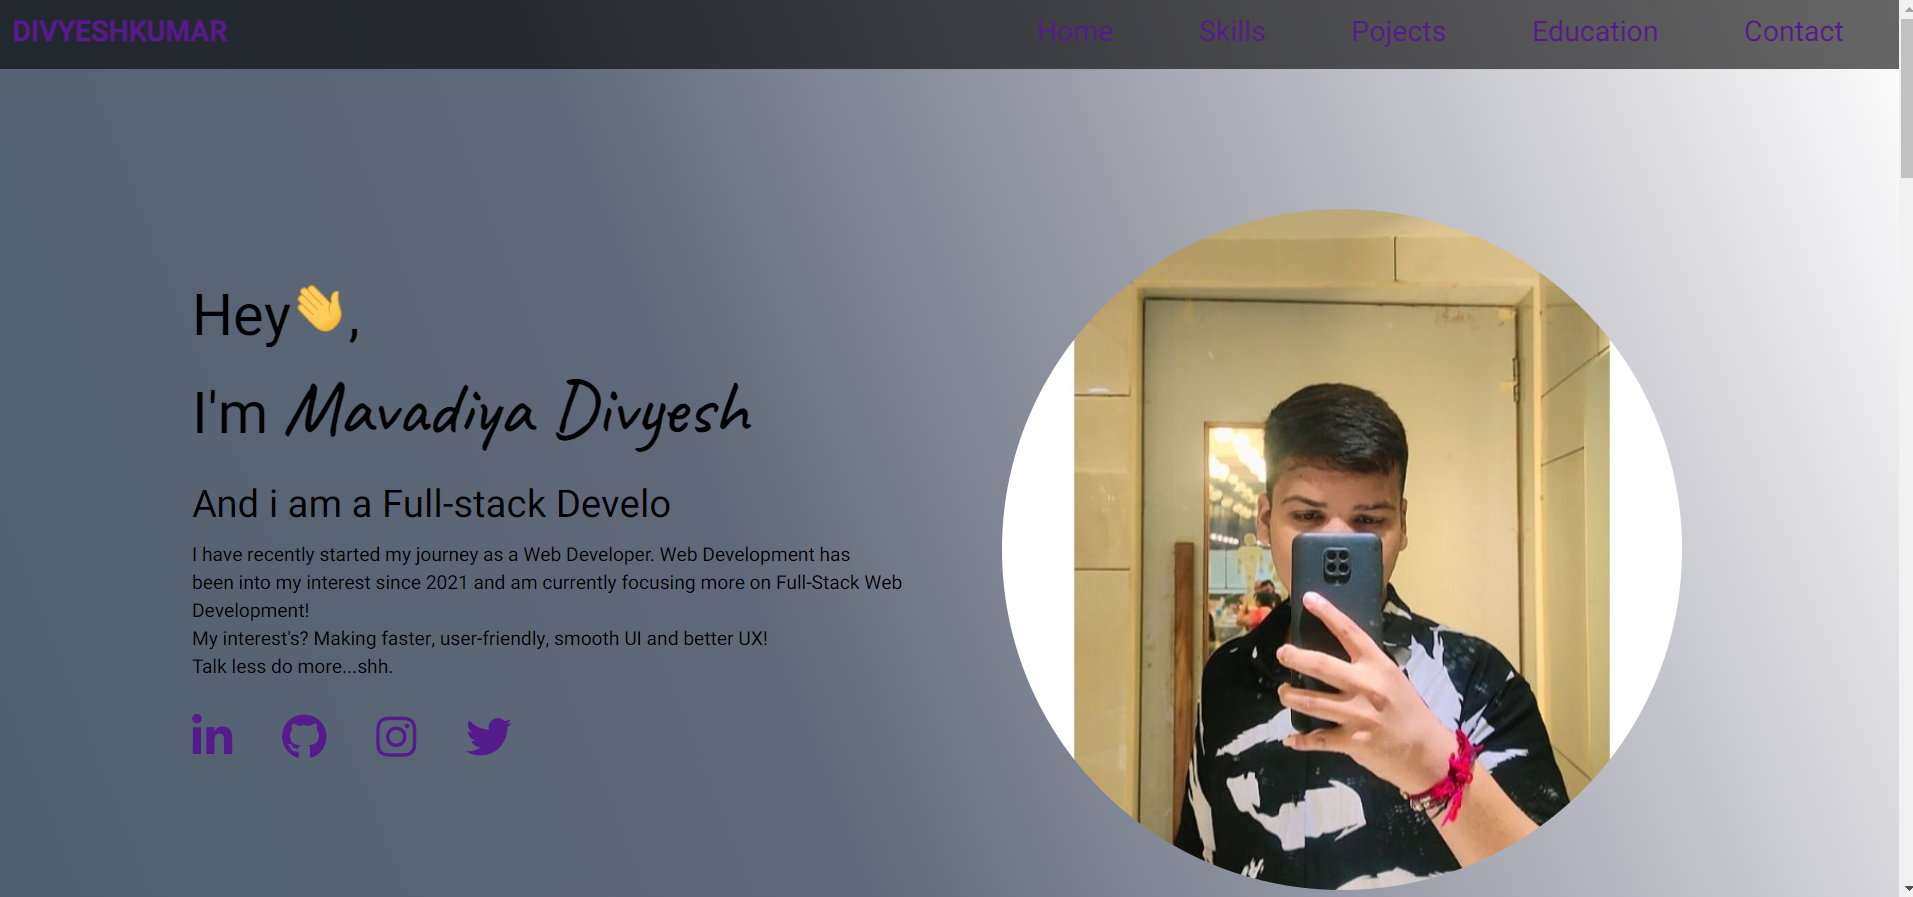 DIVYESHKUMAR
Home Skills Pojects Education Contact
Hey👋,
I'm Mavadiya Divyesh
And i am a Full-stack Develo
I have recently started my journey as a Web Developer. Web Development has
been into my interest since 2021 and am currently focusing more on Full-Stack Web
Development!
My interest's? Making faster, user-friendly, smooth UI and better UX!
Talk less do more...shh.